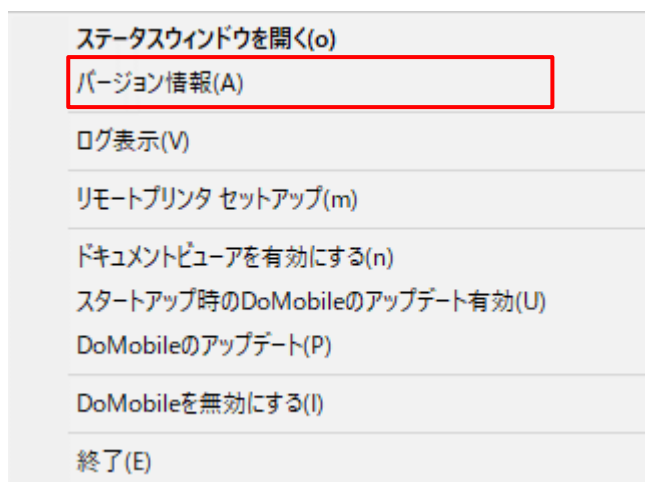 ステータスウィンドウを開く(o)
バージョン情報(A)
ログ表示(V)
リモートプリンタ セットアップ(m)
ドキュメントビューアを有効にする(n)
スタートアップ時のDoMobileのアップデート有効(U)
DoMobileのアップデート(P)
DoMobileを無効にする(I)
終了(E)